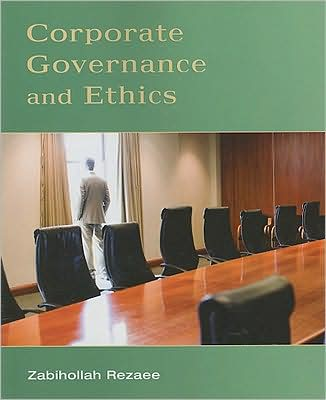 Corporate
Governance
and Ethics
Zabihollah Rezaee